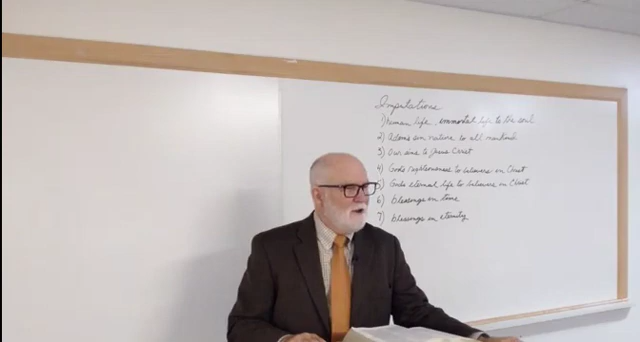 Imputations
1) human life, immortal life to the soul
2) Adams sin nature to all mankind
3) Our sins to Jesus Christ
4) God's righteousness to believers in Christ
5) Gods eternal life to believers in Christ
6) blessings in time
7) blessings in eternity